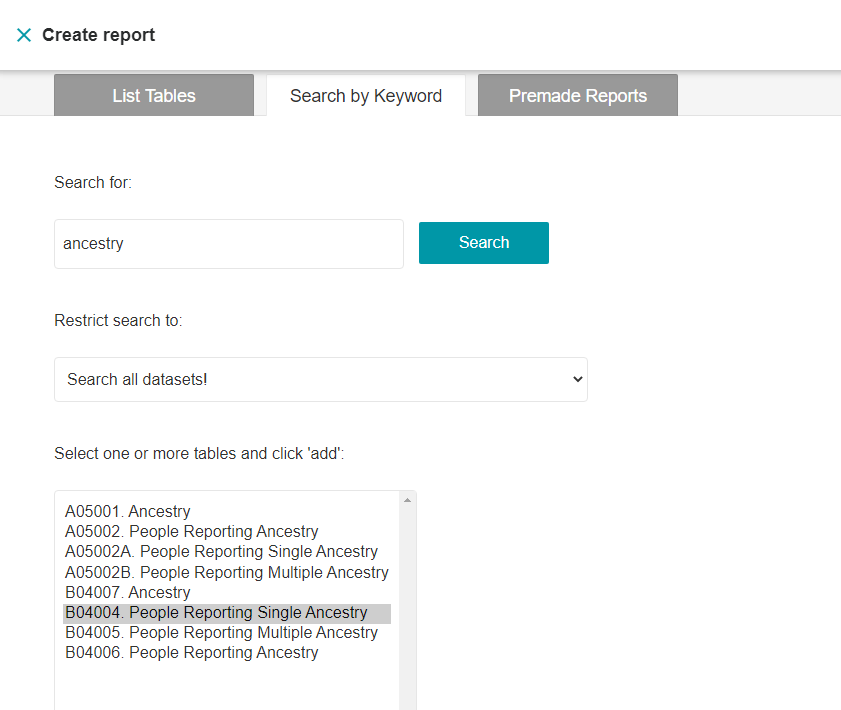 Create report
List Tables
Search by Keyword
Premade Reports
Search for:
ancestry
Search
Restrict search to:
Search all datasets!
Select one or more tables and click 'add':
A05001. Ancestry
A05002. People Reporting Ancestry
A05002A. People Reporting Single Ancestry
A05002B. People Reporting Multiple Ancestry
B04007. Ancestry
B04004. People Reporting Single Ancestry
B04005. People Reporting Multiple Ancestry
B04006. People Reporting Ancestry